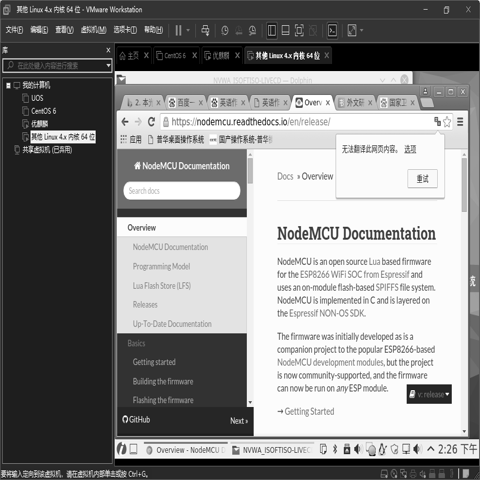 其他 Linux 4.x 内核 64 位 - VMware Workstation
文件(F) 编辑(E) 查看(V) 虚拟机(M) 选项卡(T) 帮助(H)
库
在此处键入内容进行搜索
我的计算机
UOS
CentOS 6
优麒麟
其他 Linux 4.x 内核 64 位
共享虚拟机 (已弃用)
主页 CentOS 6 优麒麟 其他 Linux 4.x 内核 64 位
NVWA_ISOFTISO-LIVECD — Dolphin
百度一 英语作 英语作 Overv 外文翻 国家卫
https://nodemcu.readthedocs.io/en/release/
应用 普华桌面操作系统 国产操作系统-普华
无法翻译此网页内容。 选项
重试
NodeMCU Documentation
Search docs
Overview
NodeMCU Documentation
Programming Model
Lua Flash Store (LFS)
Releases
Up-To-Date Documentation
Basics
Getting started
Building the firmware
Flashing the firmware
GitHub Next »
Docs » Overview
NodeMCU Documentation
NodeMCU is an open source Lua based firmware
for the ESP8266 WiFi SOC from Espressif and
uses an on-module flash-based SPIFFS file system.
NodeMCU is implemented in C and is layered on
the Espressif NON-OS SDK.
The firmware was initially developed as is a
companion project to the popular ESP8266-based
NodeMCU development modules, but the project
is now community-supported, and the firmware
can now be run on any ESP module.
v: release
→ Getting Started
Overview - NodeMCU D NVWA_ISOFTISO-LIVECD 2:26 下午
要将输入定向到该虚拟机，请在虚拟机内部单击或按 Ctrl+G。